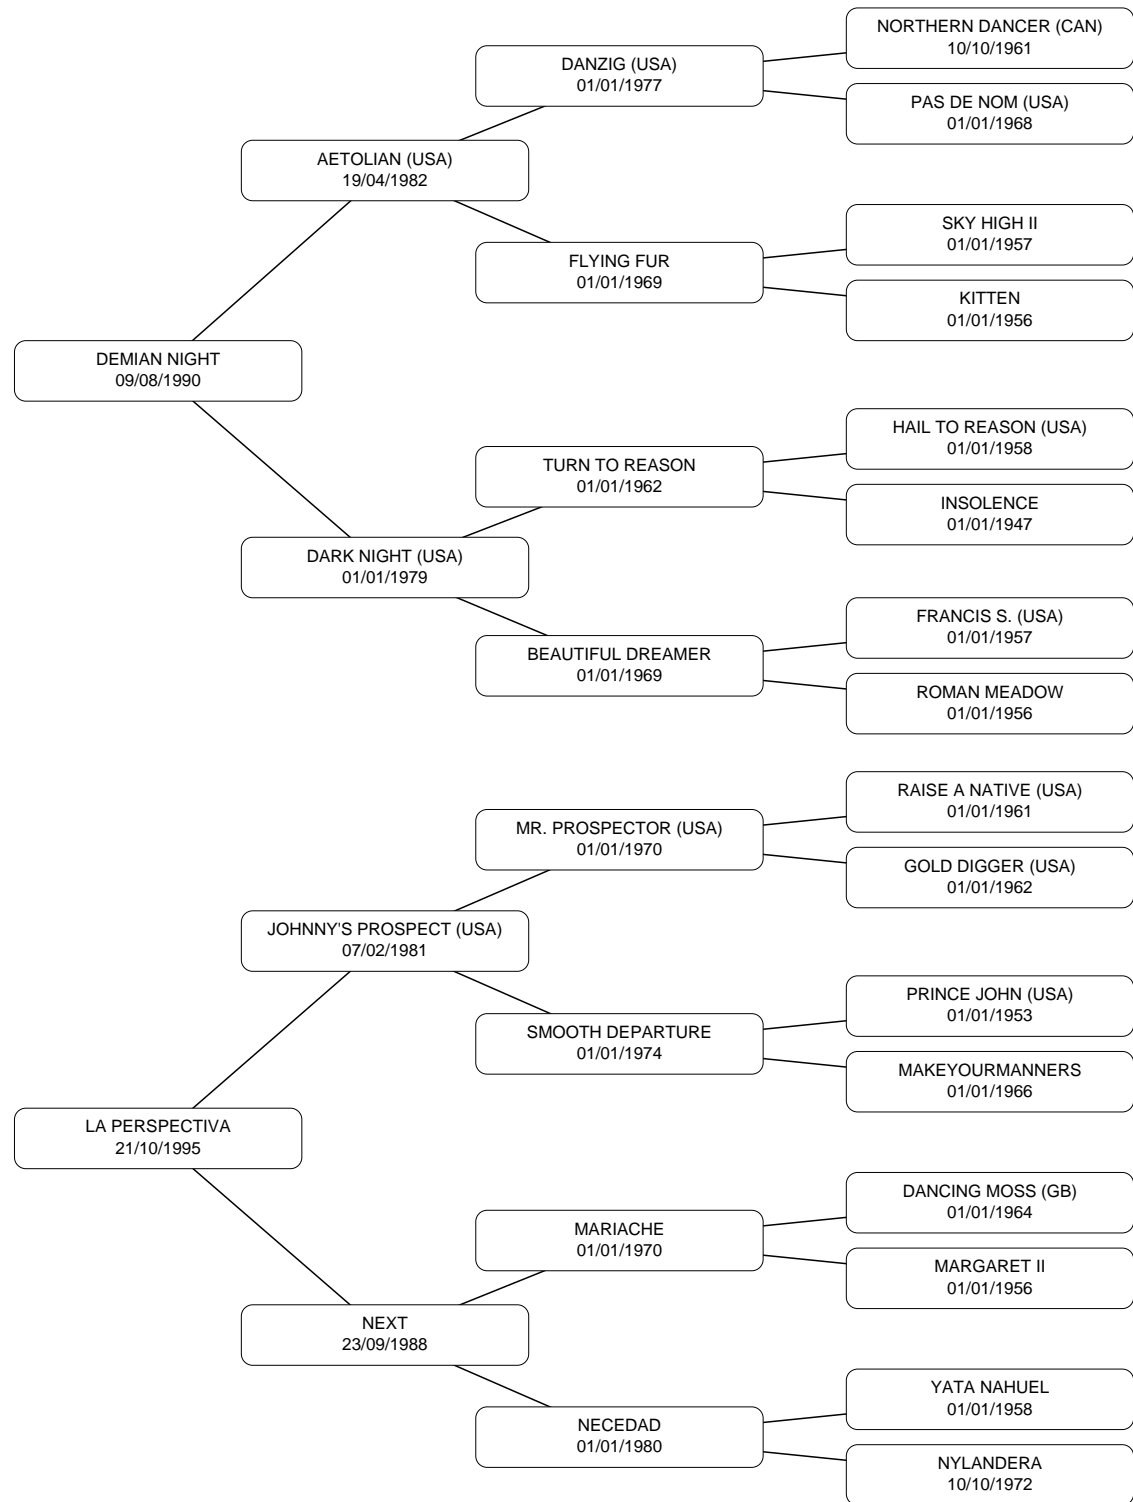 NORTHERN DANCER (CAN)
10/10/1961
DANZIG (USA)
01/01/1977
PAS DE NOM (USA)
01/01/1968
AETOLIAN (USA)
19/04/1982
SKY HIGH II
01/01/1957
FLYING FUR
01/01/1969
KITTEN
01/01/1956
DEMIAN NIGHT
09/08/1990
HAIL TO REASON (USA)
01/01/1958
TURN TO REASON
01/01/1962
INSOLENCE
01/01/1947
DARK NIGHT (USA)
01/01/1979
FRANCIS S. (USA)
01/01/1957
BEAUTIFUL DREAMER
01/01/1969
ROMAN MEADOW
01/01/1956
RAISE A NATIVE (USA)
01/01/1961
MR. PROSPECTOR (USA)
01/01/1970
GOLD DIGGER (USA)
01/01/1962
JOHNNY'S PROSPECT (USA)
07/02/1981
PRINCE JOHN (USA)
01/01/1953
SMOOTH DEPARTURE
01/01/1974
MAKEYOURMANNERS
01/01/1966
LA PERSPECTIVA
21/10/1995
DANCING MOSS (GB)
01/01/1964
MARIACHE
01/01/1970
MARGARET II
01/01/1956
NEXT
23/09/1988
YATA NAHUEL
01/01/1958
NECEDAD
01/01/1980
NYLANDERA
10/10/1972